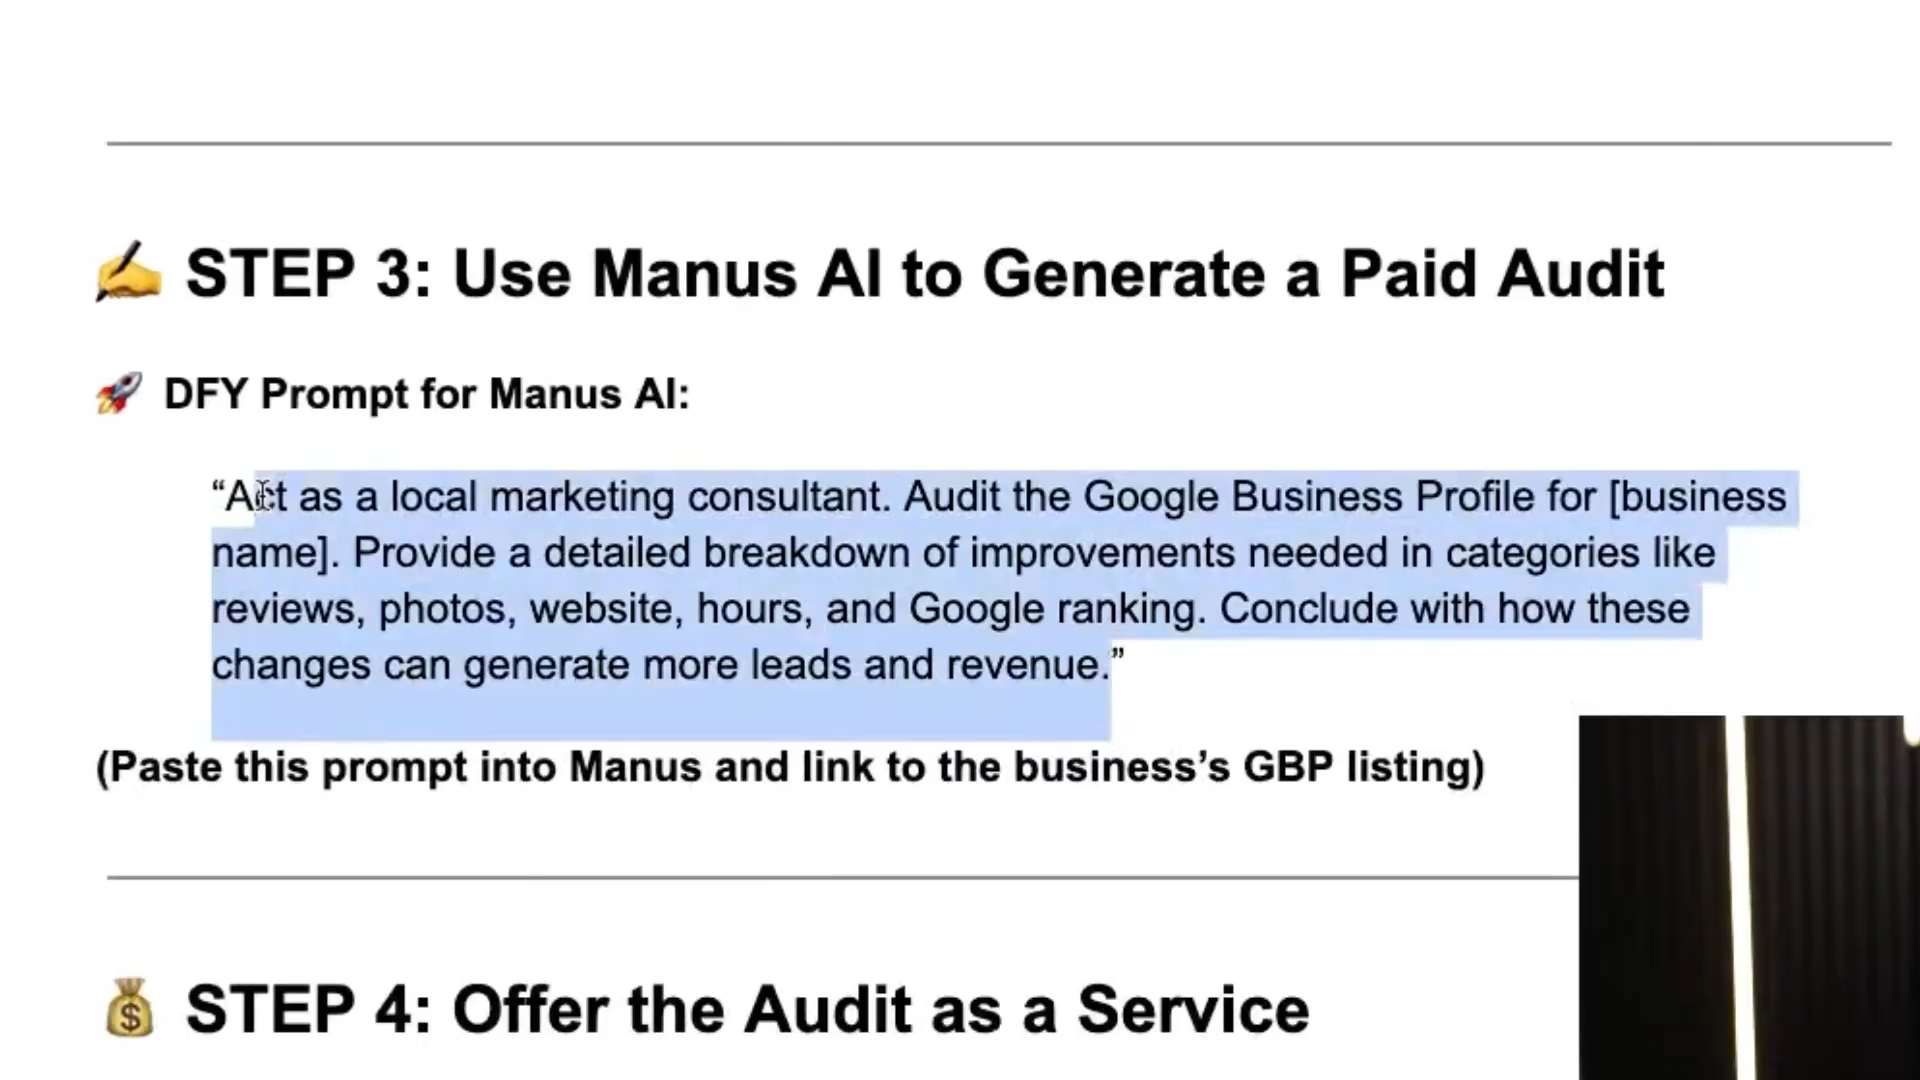 ✍️ STEP 3: Use Manus AI to Generate a Paid Audit
🚀 DFY Prompt for Manus AI:
“Act as a local marketing consultant. Audit the Google Business Profile for [business
name]. Provide a detailed breakdown of improvements needed in categories like
reviews, photos, website, hours, and Google ranking. Conclude with how these
changes can generate more leads and revenue.”
(Paste this prompt into Manus and link to the business’s GBP listing)
💰 STEP 4: Offer the Audit as a Service